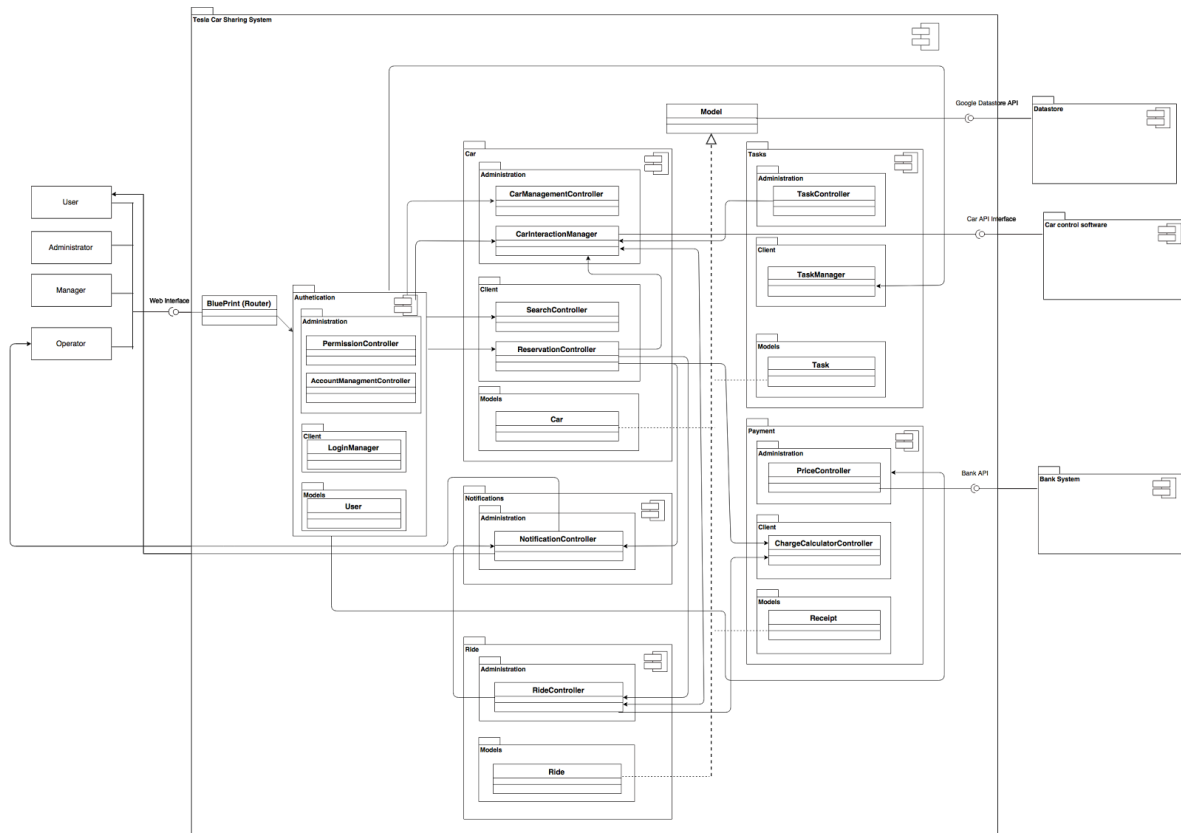 Tesla Car Sharing System
Model
Google Datastore API
Datastore
Car
Administration
CarManagementController
CarInteractionManager
Client
SearchController
ReservationController
Models
Car
Tasks
Administration
TaskController
Client
TaskManager
Models
Task
Car API Interface
Car control software
User
Administrator
Manager
Operator
Web Interface
BluePrint (Router)
Authetication
Administration
PermissionController
AccountManagmentController
Client
LoginManager
Models
User
Notifications
Administration
NotificationController
Payment
Administration
PriceController
Client
ChargeCalculatorController
Models
Receipt
Bank API
Bank System
Ride
Administration
RideController
Models
Ride